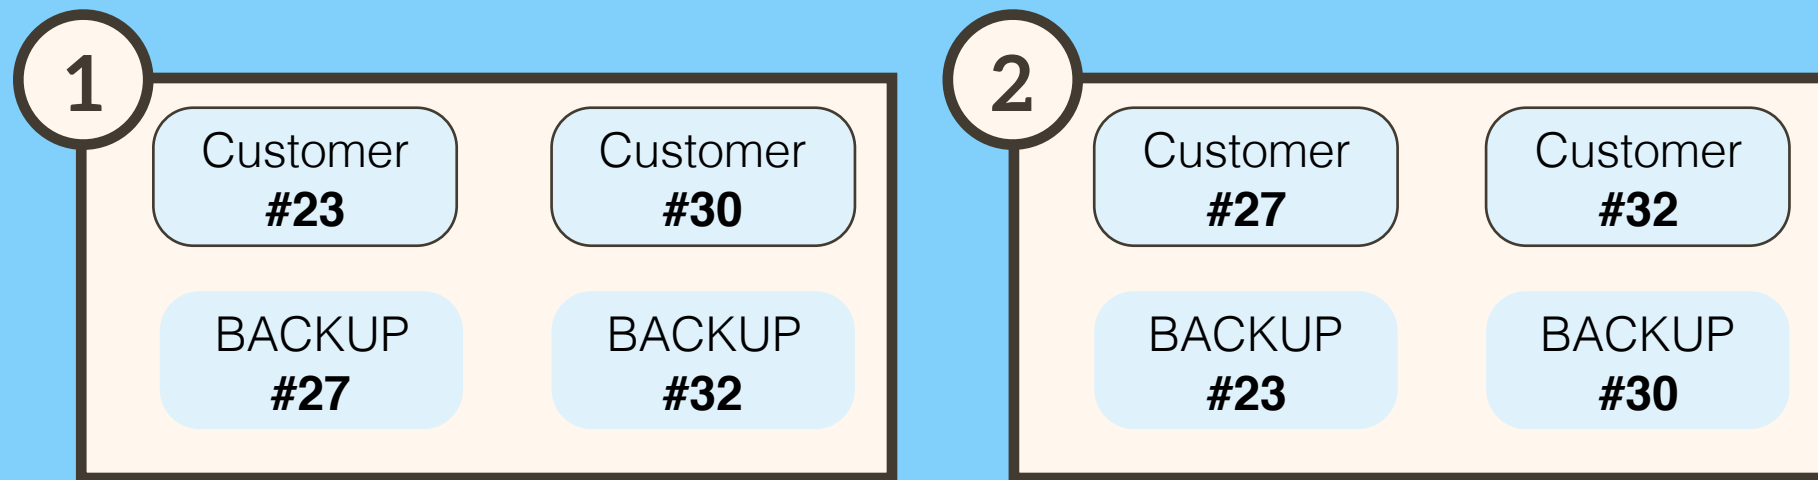 1
Customer
#23
Customer
#30
BACKUP
#27
BACKUP
#32
2
Customer
#27
Customer
#32
BACKUP
#23
BACKUP
#30